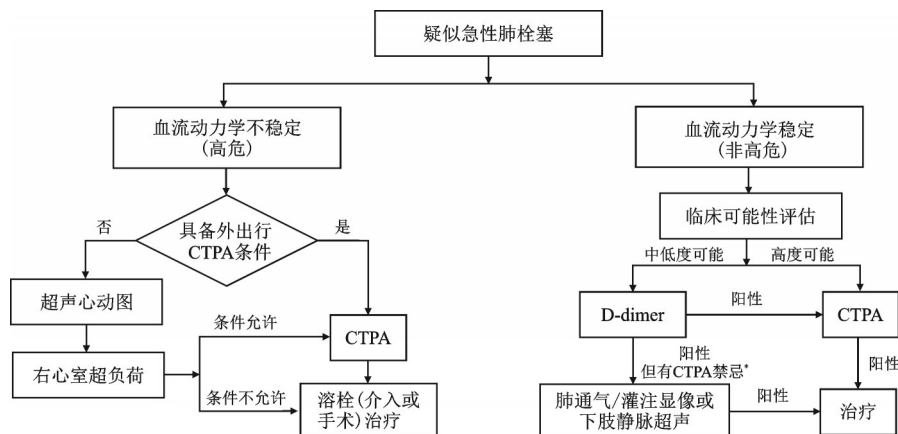 疑似急性肺栓塞
血流动力学不稳定
(高危)
血流动力学稳定
(非高危)
否
具备外出行
CTPA条件
是
临床可能性评估
中低度可能
高度可能
超声心动图
条件允许
CTPA
D-dimer
阳性
CTPA
右心室超负荷
条件不允许
阳性
但有CTPA禁忌*
阳性
溶栓(介入或
手术)治疗
肺通气/灌注显像或
下肢静脉超声
阳性
治疗